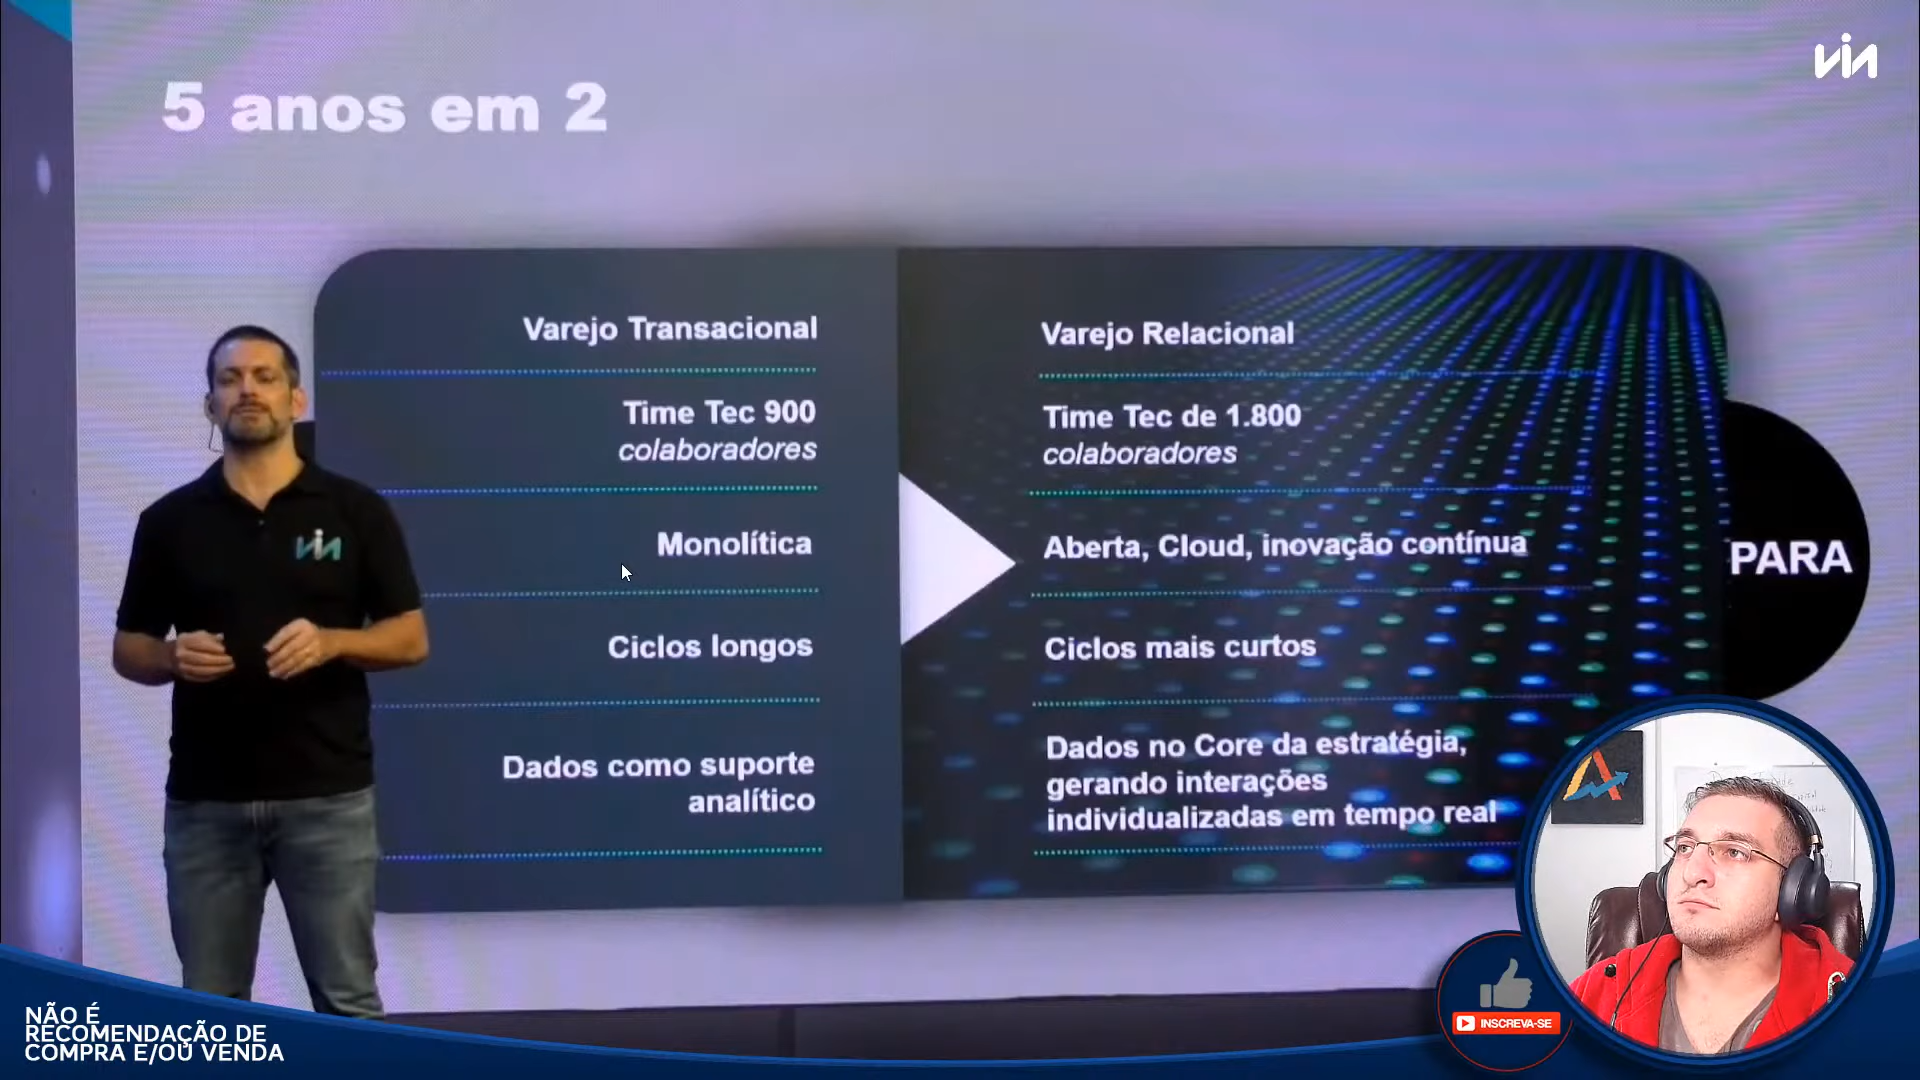 via
5 anos em 2
Varejo Transacional
Time Tec 900
colaboradores
Monolítica
Ciclos longos
Dados como suporte
analítico
Varejo Relacional
Time Tec de 1.800
colaboradores
Aberta, Cloud, inovação contínua
Ciclos mais curtos
Dados no Core da estratégia,
gerando interações
individualizadas em tempo real
PARA
via
NÃO É
RECOMENDAÇÃO DE
COMPRA E/OU VENDA
INSCREVA-SE